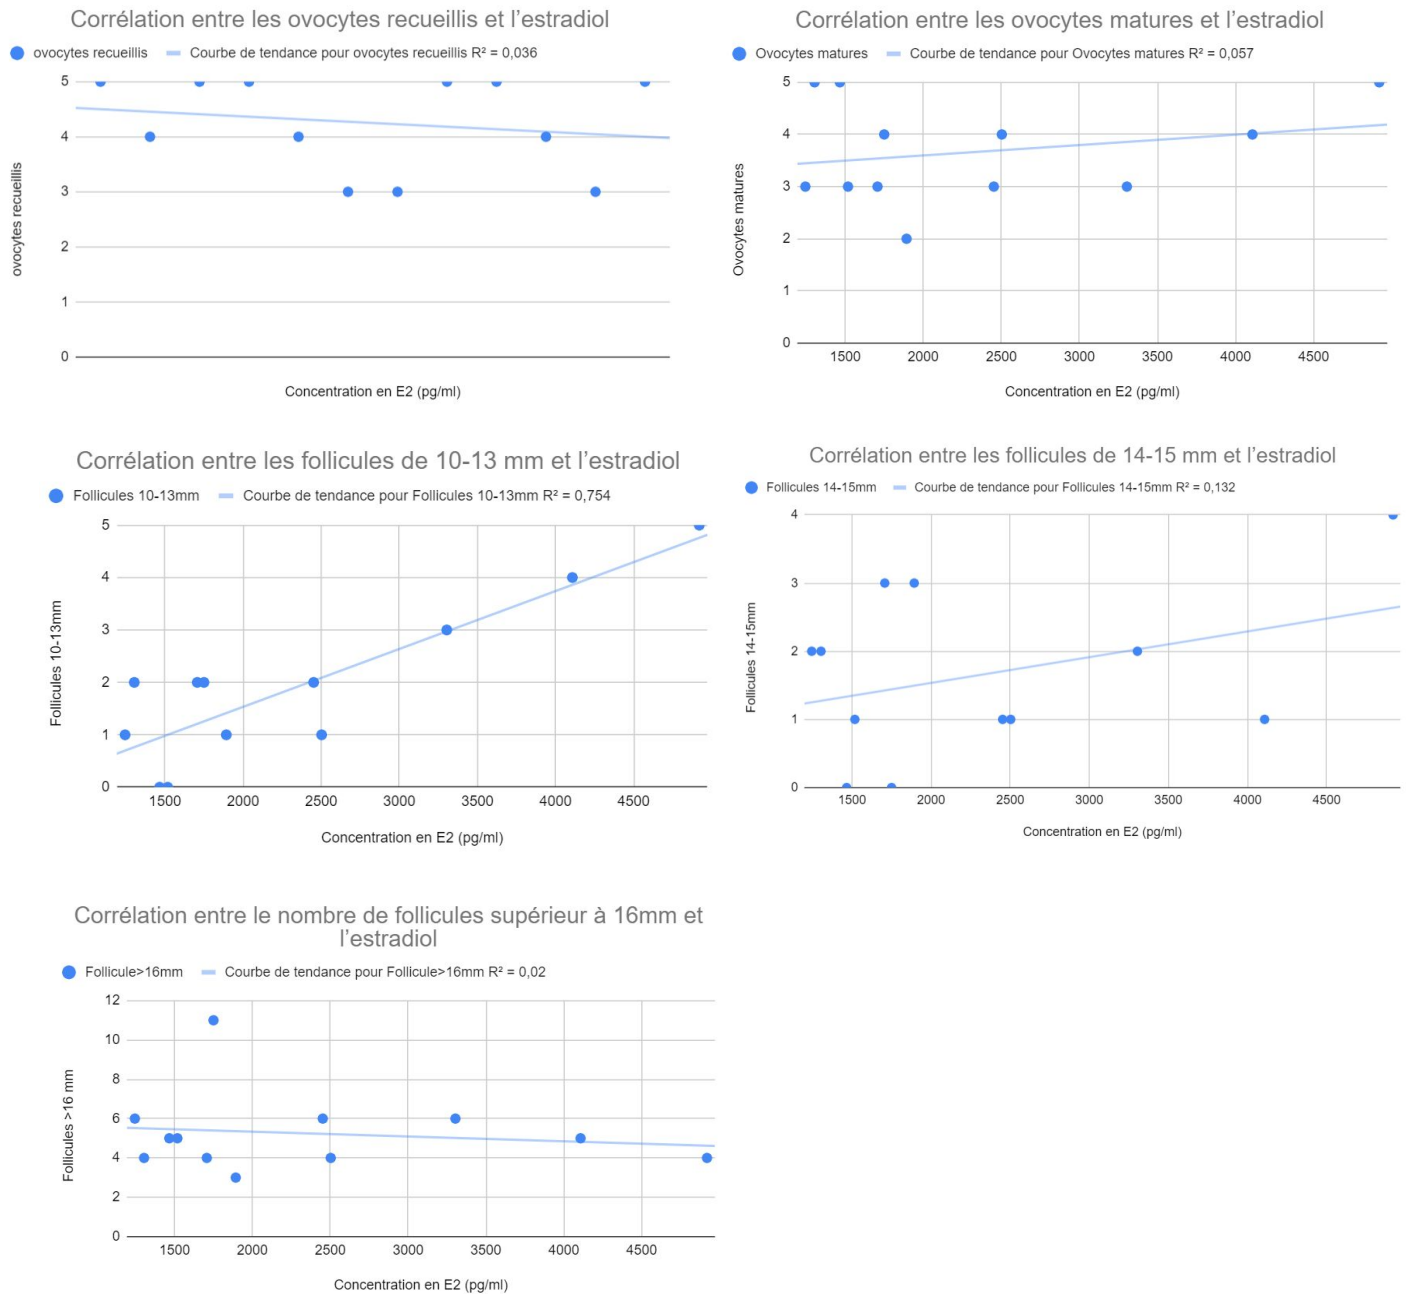 Corrélation entre les ovocytes recueillis et l'estradiol
ovocytes recueillis Courbe de tendance pour ovocytes recueillis R² = 0,036
5
4
3
2
1
0
ovocytes recueillis
Concentration en E2 (pg/ml)
Corrélation entre les ovocytes matures et l'estradiol
Ovocytes matures Courbe de tendance pour Ovocytes matures R² = 0,057
5
4
3
2
1
0
Ovocytes matures
1500 2000 2500 3000 3500 4000 4500
Concentration en E2 (pg/ml)
Corrélation entre les follicules de 10-13 mm et l'estradiol
Follicules 10-13mm Courbe de tendance pour Follicules 10-13mm R² = 0,754
5
4
3
2
1
0
Follicules 10-13mm
1500 2000 2500 3000 3500 4000 4500
Concentration en E2 (pg/ml)
Corrélation entre les follicules de 14-15 mm et l'estradiol
Follicules 14-15mm Courbe de tendance pour Follicules 14-15mm R² = 0,132
4
3
2
1
0
Follicules 14-15mm
1500 2000 2500 3000 3500 4000 4500
Concentration en E2 (pg/ml)
Corrélation entre le nombre de follicules supérieur à 16mm et
l'estradiol
Follicule>16mm Courbe de tendance pour Follicule>16mm R² = 0,02
12
10
8
6
4
2
0
Follicules >16 mm
1500 2000 2500 3000 3500 4000 4500
Concentration en E2 (pg/ml)